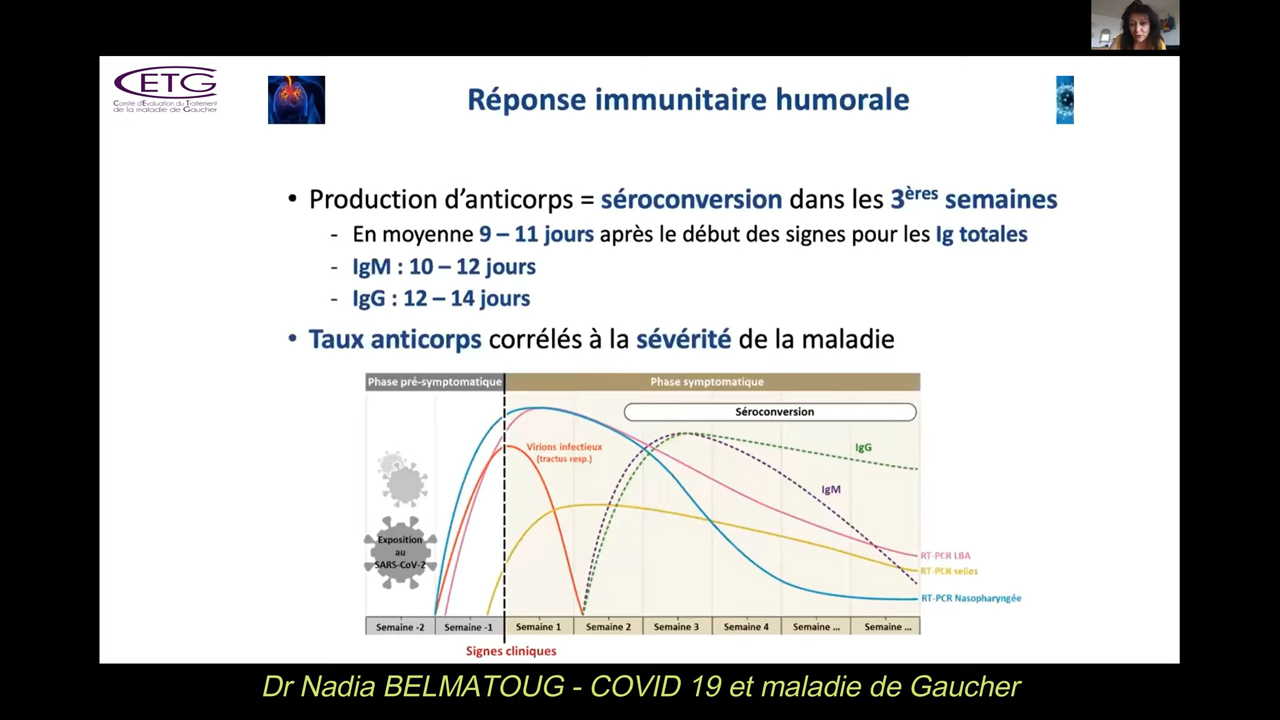 CETG
Comité d'Evaluation du Traitement
de la maladie de Gaucher
Réponse immunitaire humorale
• Production d'anticorps = séroconversion dans les 3ères semaines
- En moyenne 9 – 11 jours après le début des signes pour les Ig totales
- IgM : 10 – 12 jours
- IgG : 12 – 14 jours
• Taux anticorps corrélés à la sévérité de la maladie
Phase pré-symptomatique
Phase symptomatique
Séroconversion
Virions infectieux
(tractus resp.)
IgG
IgM
Exposition
au
SARS-CoV-2
RT-PCR LBA
RT-PCR selles
RT-PCR Nasopharyngée
Semaine -2
Semaine -1
Semaine 1
Semaine 2
Semaine 3
Semaine 4
Semaine ...
Semaine ...
Signes cliniques
Dr Nadia BELMATOUG - COVID 19 et maladie de Gaucher